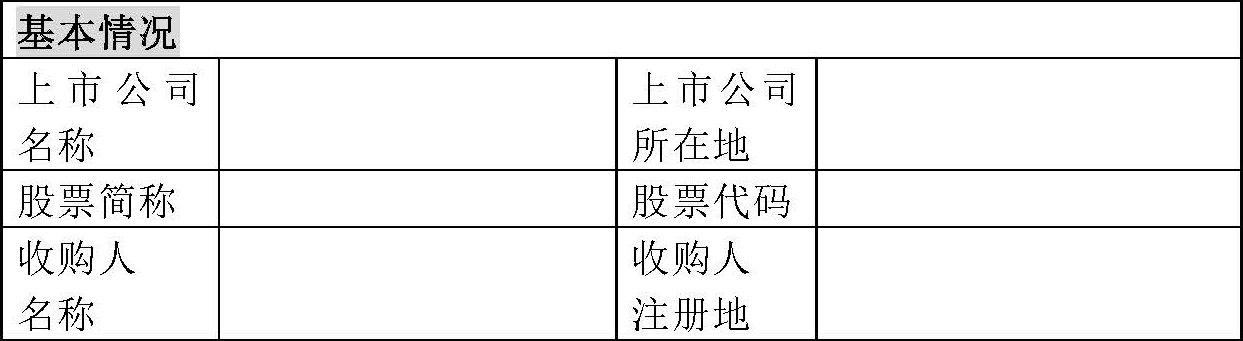 基本情况
上市公司
名称
上市公司
所在地
股票简称
股票代码
收购人
名称
收购人
注册地